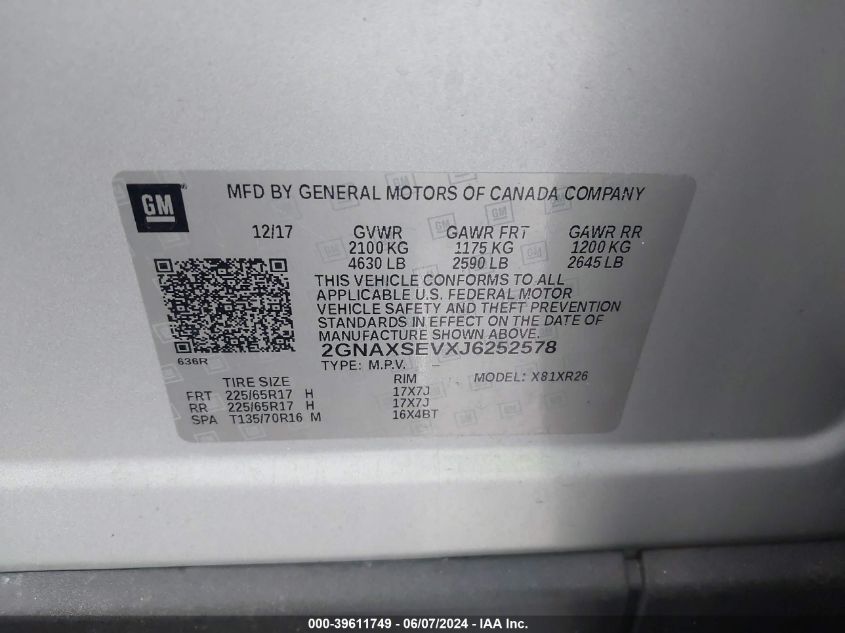 GM
MFD BY GENERAL MOTORS OF CANADA COMPANY
12/17 GVWR GAWR FRT GAWR RR
2100 KG 1175 KG 1200 KG
4630 LB 2590 LB 2645 LB
THIS VEHICLE CONFORMS TO ALL
APPLICABLE U.S. FEDERAL MOTOR
VEHICLE SAFETY AND THEFT PREVENTION
STANDARDS IN EFFECT ON THE DATE OF
MANUFACTURE SHOWN ABOVE.
636R 2GNAXSEVXJ6252578
TYPE: M.P.V.
TIRE SIZE RIM MODEL: X81XR26
FRT 225/65R17 H 17X7J
RR 225/65R17 H 17X7J
SPA T135/70R16 M 16X4BT
000-39611749 - 06/07/2024 - IAA Inc.